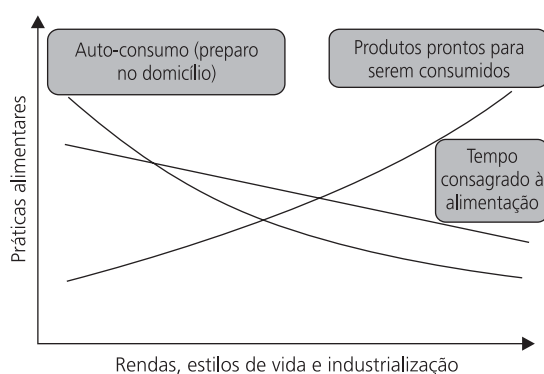 Auto-consumo (preparo
no domicílio)
Produtos prontos para
serem consumidos
Tempo
consagrado à
alimentação
Práticas alimentares
Rendas, estilos de vida e industrialização